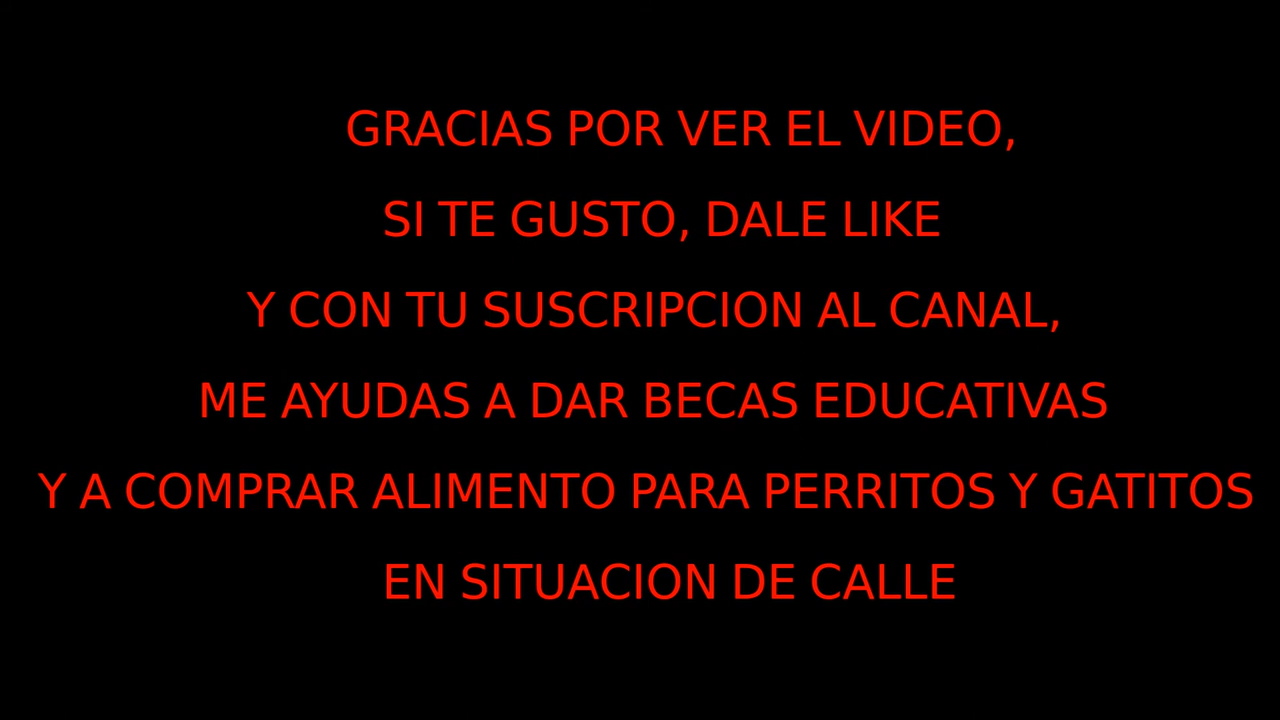 GRACIAS POR VER EL VIDEO,
SI TE GUSTO, DALE LIKE
Y CON TU SUSCRIPCION AL CANAL,
ME AYUDAS A DAR BECAS EDUCATIVAS
Y A COMPRAR ALIMENTO PARA PERRITOS Y GATITOS
EN SITUACION DE CALLE